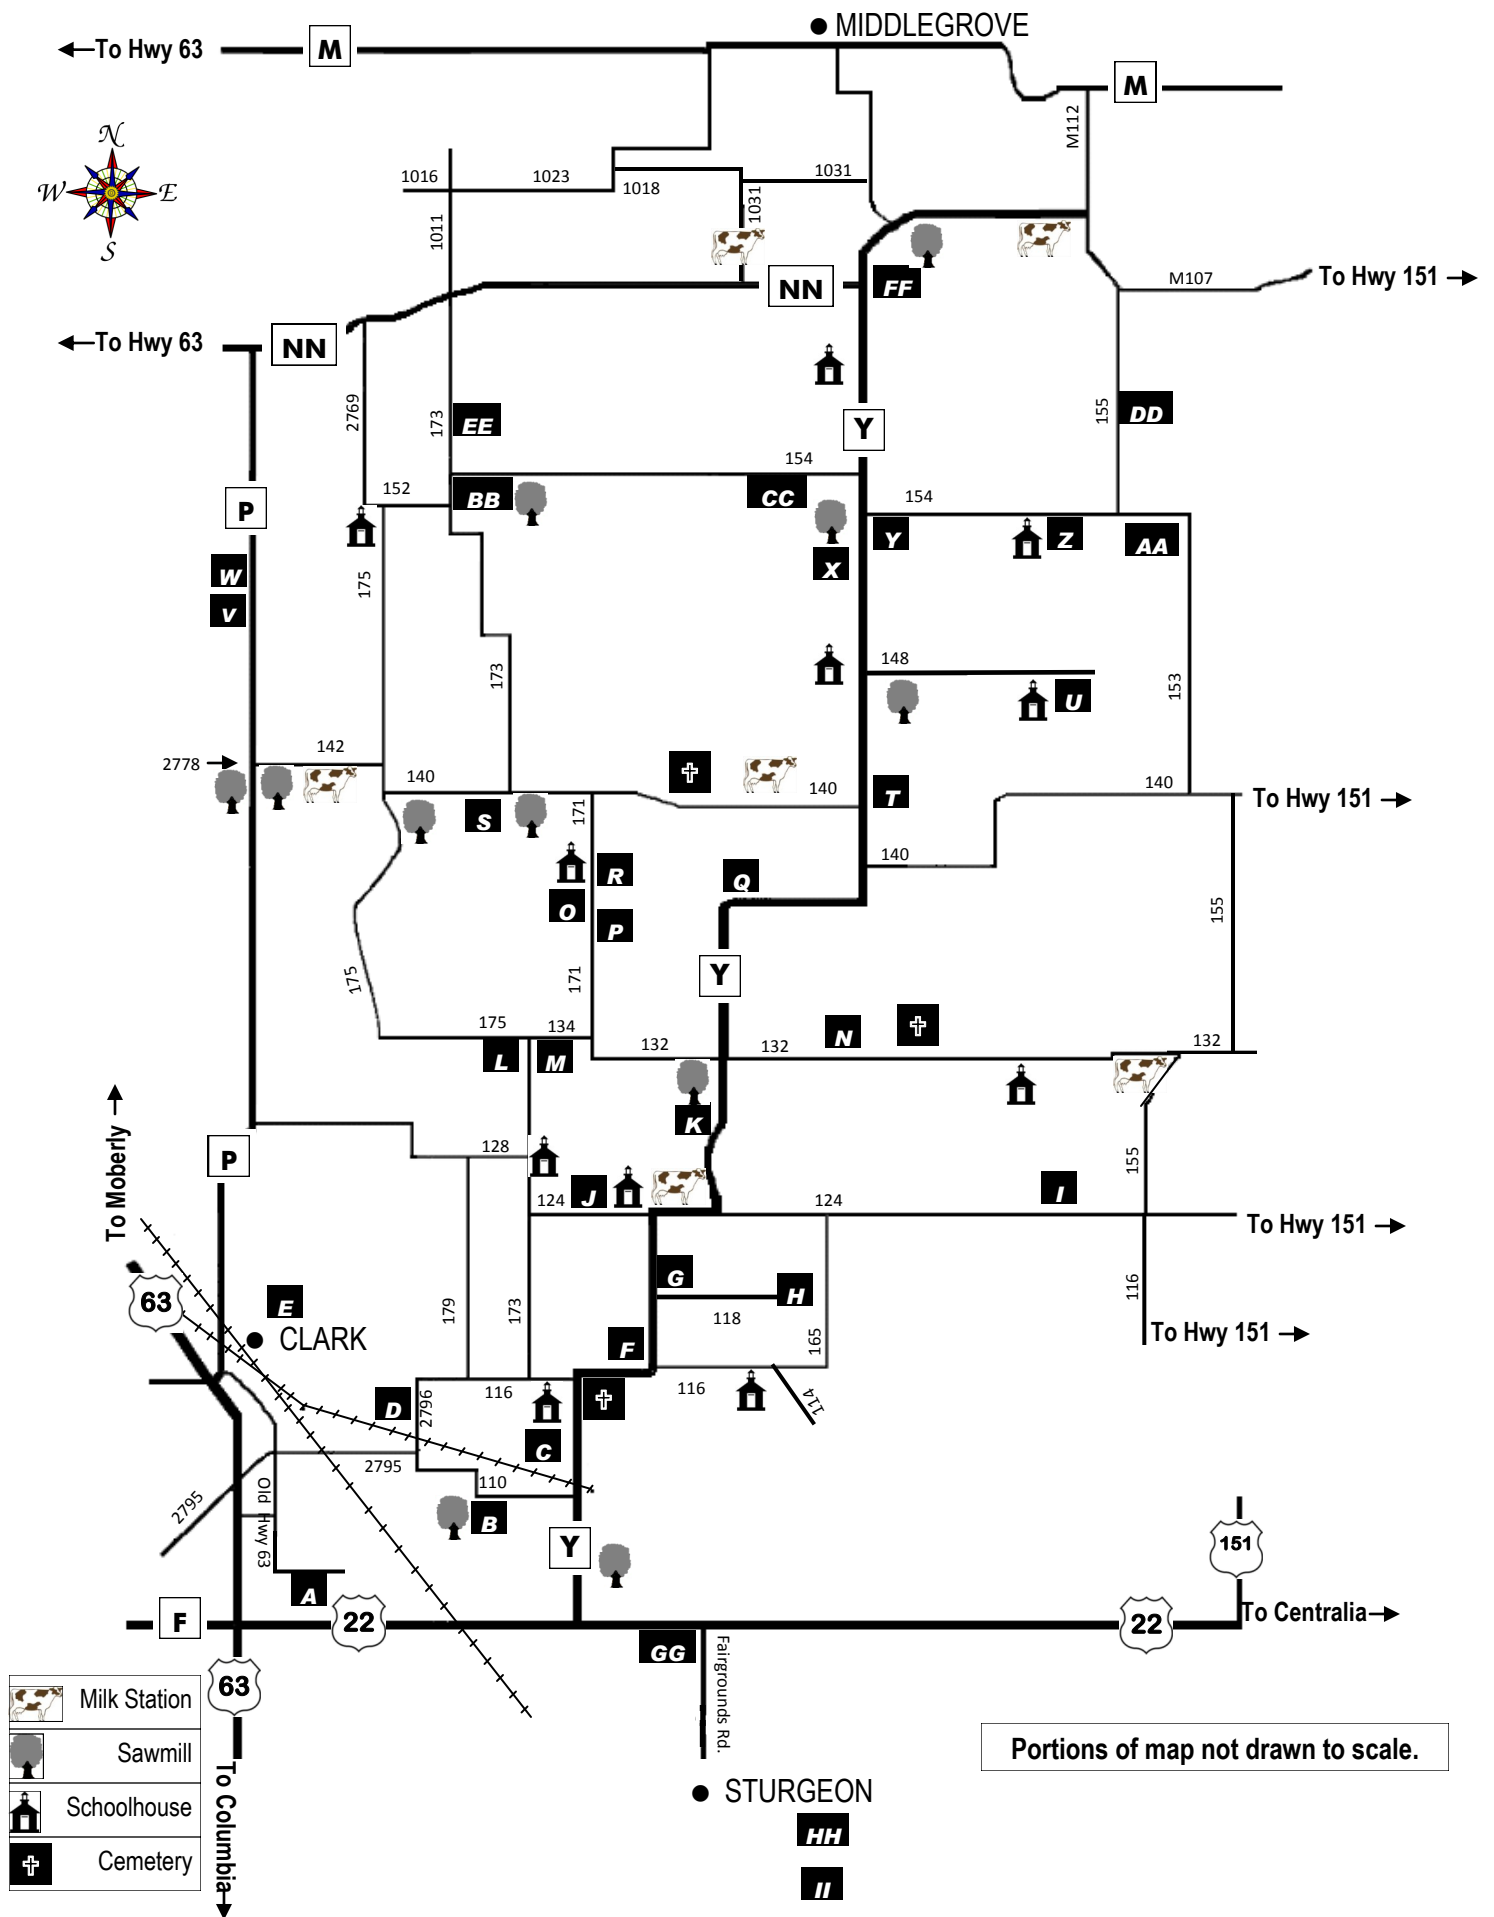 MIDDLEGROVE
To Hwy 63
M
M
M112
N
W E
S
1016
1023
1018
1031
1031
1011
M107
To Hwy 151
NN
FF
To Hwy 63
NN
2769
173
EE
Y
155
DD
154
152
BB
CC
154
P
Y
Z
AA
X
W
V
175
173
148
153
U
142
2778
140
140
T
140
To Hwy 151
S
171
R
140
Q
O
P
155
Y
175
171
175
134
N
132
132
132
L
M
K
To Moberly
P
128
155
J
I
124
124
To Hwy 151
G
63
E
H
116
CLARK
179
173
118
F
165
To Hwy 151
116
116
114
D
2796
C
2795
110
2795
Old Hwy 63
B
Y
151
A
F
22
22
To Centralia
GG
Fairgrounds Rd.
63
Milk Station
Sawmill
Schoolhouse
Cemetery
To Columbia
Portions of map not drawn to scale.
STURGEON
HH
II